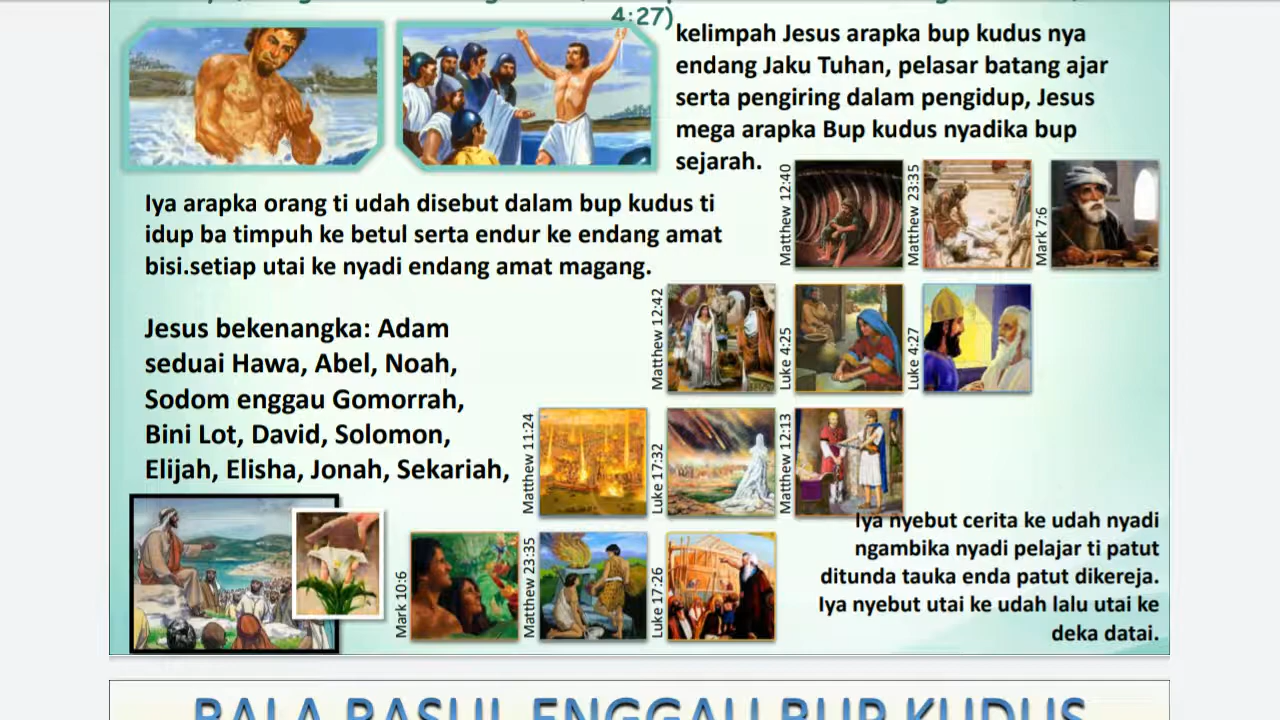 4:27)
kelimpah Jesus arapka bup kudus nya
endang Jaku Tuhan, pelasar batang ajar
serta pengiring dalam pengidup, Jesus
mega arapka Bup kudus nyadika bup
sejarah.
Matthew 12:40
Matthew 23:35
Mark 7:6
Iya arapka orang ti udah disebut dalam bup kudus ti
idup ba timpuh ke betul serta endur ke endang amat
bisi.setiap utai ke nyadi endang amat magang.
Matthew 12:42
Luke 4:25
Luke 4:27
Jesus bekenangka: Adam
seduai Hawa, Abel, Noah,
Sodom enggau Gomorrah,
Bini Lot, David, Solomon,
Elijah, Elisha, Jonah, Sekariah,
Matthew 11:24
Luke 17:32
Matthew 12:13
Mark 10:6
Matthew 23:35
Luke 17:26
Iya nyebut cerita ke udah nyadi
ngambika nyadi pelajar ti patut
ditunda tauka enda patut dikereja.
Iya nyebut utai ke udah lalu utai ke
deka datai.
BALA RASUL ENGGAU BUP KUDUS